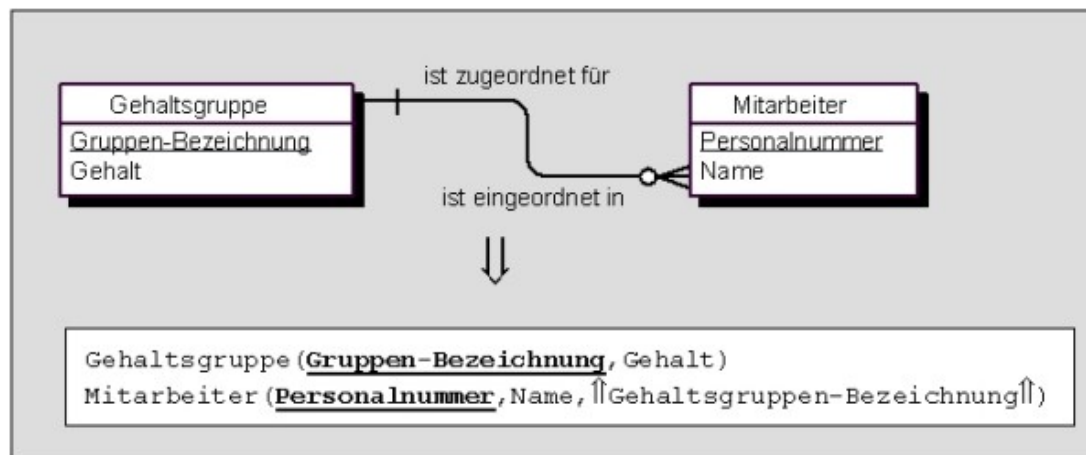 ist zugeordnet für
Gehaltsgruppe
Gruppen-Bezeichnung
Gehalt
Mitarbeiter
Personalnummer
Name
ist eingeordnet in
⇓
Gehaltsgruppe(Gruppen-Bezeichnung,Gehalt)
Mitarbeiter(Personalnummer,Name,⇑Gehaltsgruppen-Bezeichnung⇑)